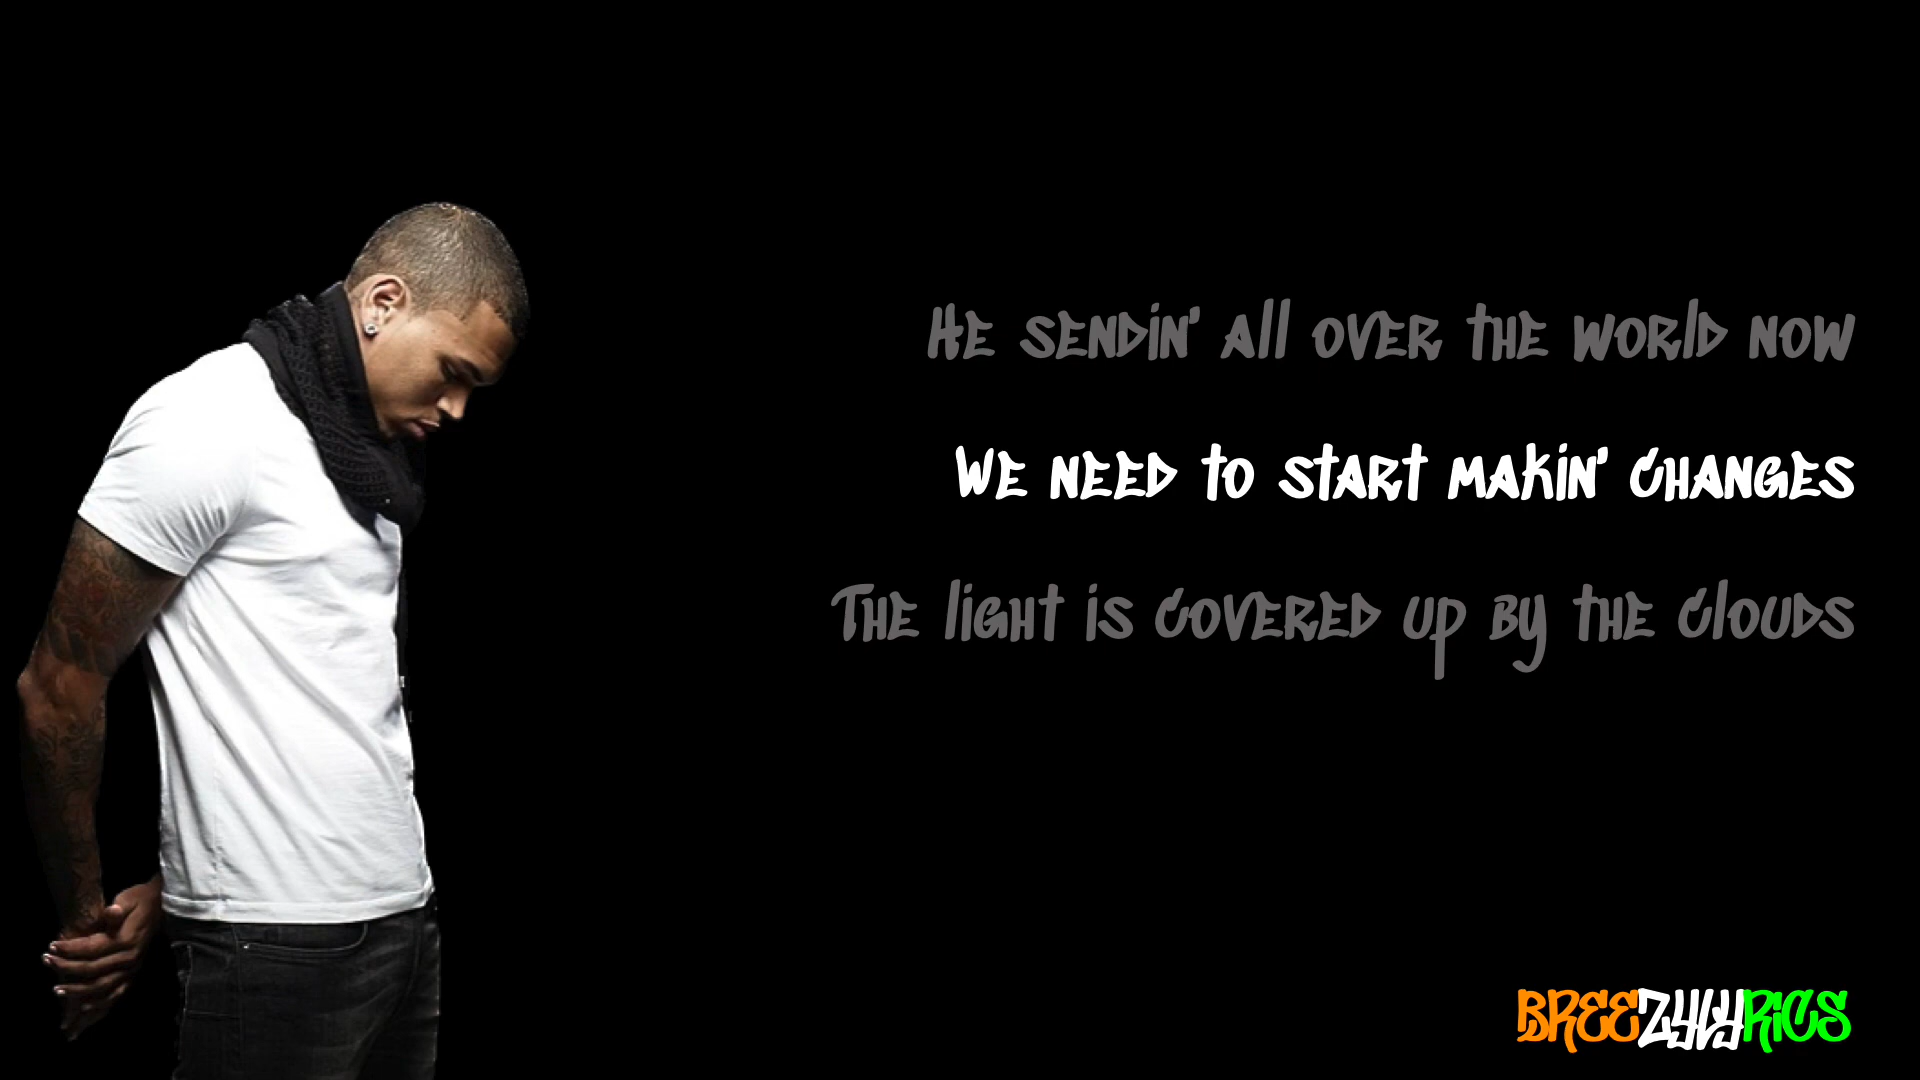 He sendin' all over the world now
We need to start makin' changes
The light is covered up by the clouds
BREEZYLYRICS